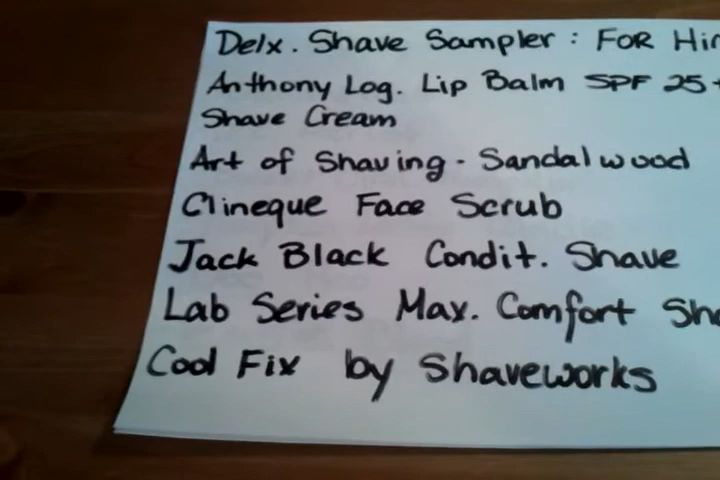 Delx. Shave Sampler: FOR Hi
Anthony Log. Lip Balm SPF 25+
Shave Cream
Art of Shaving - Sandalwood
Clineque Face Scrub
Jack Black Condit. Shave
Lab Series Max. Comfort Sh
Cool Fix by Shaveworks